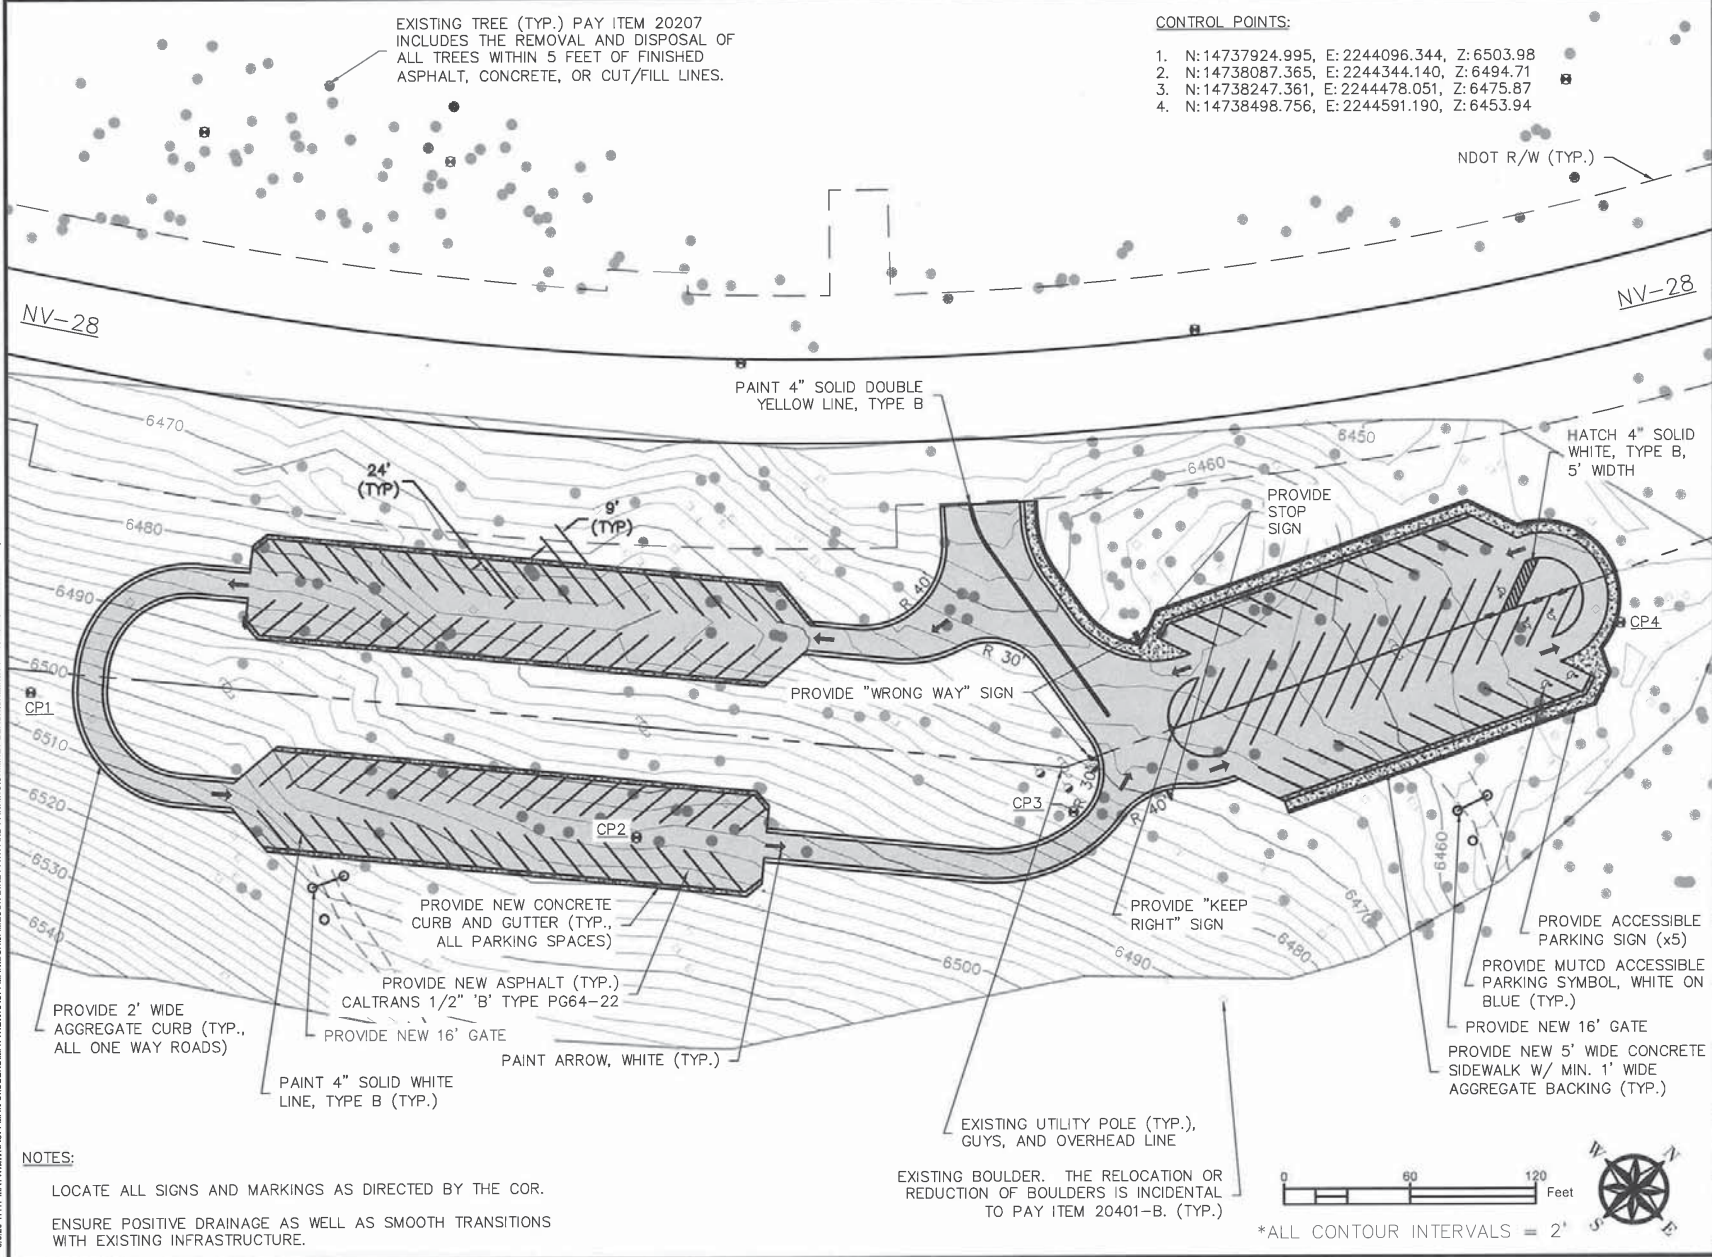 EXISTING TREE (TYP.) PAY ITEM 20207
INCLUDES THE REMOVAL AND DISPOSAL OF
ALL TREES WITHIN 5 FEET OF FINISHED
ASPHALT, CONCRETE, OR CUT/FILL LINES.
CONTROL POINTS:
1. N:14737924.995, E:2244096.344, Z:6503.98
2. N:14738087.365, E:2244344.140, Z:6494.71
3. N:14738247.361, E:2244478.051, Z:6475.87
4. N:14738498.756, E:2244591.190, Z:6453.94
NDOT R/W (TYP.)
NV-28
NV-28
PAINT 4" SOLID DOUBLE
YELLOW LINE, TYPE B
6470
6450
6460
HATCH 4" SOLID
WHITE, TYPE B,
5' WIDTH
24'
(TYP)
9'
(TYP)
PROVIDE
STOP
SIGN
6480
6490
R 40'
R 30'
CP4
6500
CP1
PROVIDE "WRONG WAY" SIGN
6510
6520
6530
6540
CP2
CP3
R 30'
R 40'
6460
6470
6480
6490
6500
PROVIDE NEW CONCRETE
CURB AND GUTTER (TYP.,
ALL PARKING SPACES)
PROVIDE "KEEP
RIGHT" SIGN
PROVIDE ACCESSIBLE
PARKING SIGN (x5)
PROVIDE NEW ASPHALT (TYP.)
CALTRANS 1/2" 'B' TYPE PG64-22
PROVIDE MUTCD ACCESSIBLE
PARKING SYMBOL, WHITE ON
BLUE (TYP.)
PROVIDE 2' WIDE
AGGREGATE CURB (TYP.,
ALL ONE WAY ROADS)
PROVIDE NEW 16' GATE
PROVIDE NEW 16' GATE
PAINT ARROW, WHITE (TYP.)
PROVIDE NEW 5' WIDE CONCRETE
SIDEWALK W/ MIN. 1' WIDE
AGGREGATE BACKING (TYP.)
PAINT 4" SOLID WHITE
LINE, TYPE B (TYP.)
EXISTING UTILITY POLE (TYP.),
GUYS, AND OVERHEAD LINE
NOTES:
LOCATE ALL SIGNS AND MARKINGS AS DIRECTED BY THE COR.
ENSURE POSITIVE DRAINAGE AS WELL AS SMOOTH TRANSITIONS
WITH EXISTING INFRASTRUCTURE.
EXISTING BOULDER. THE RELOCATION OR
REDUCTION OF BOULDERS IS INCIDENTAL
TO PAY ITEM 20401-B. (TYP.)
0 60 120
Feet
*ALL CONTOUR INTERVALS = 2'
W N
S E